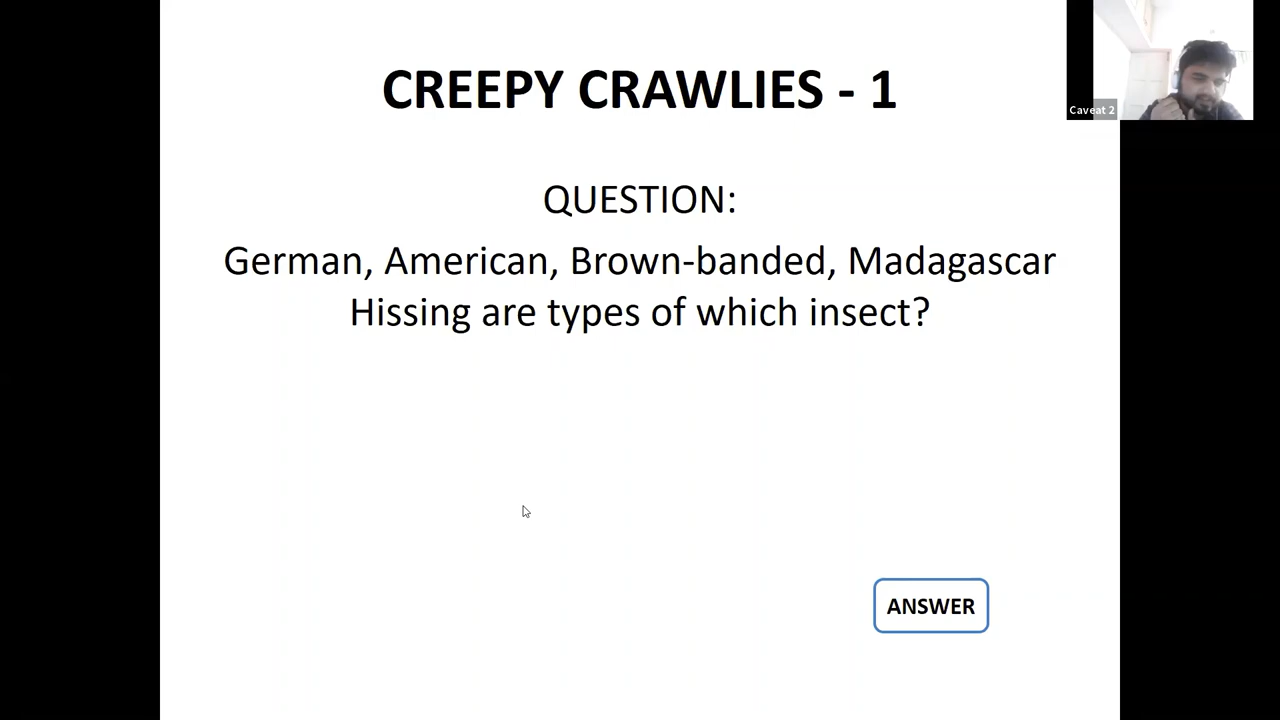 CREEPY CRAWLIES - 1
Caveat 2
QUESTION:
German, American, Brown-banded, Madagascar
Hissing are types of which insect?
ANSWER